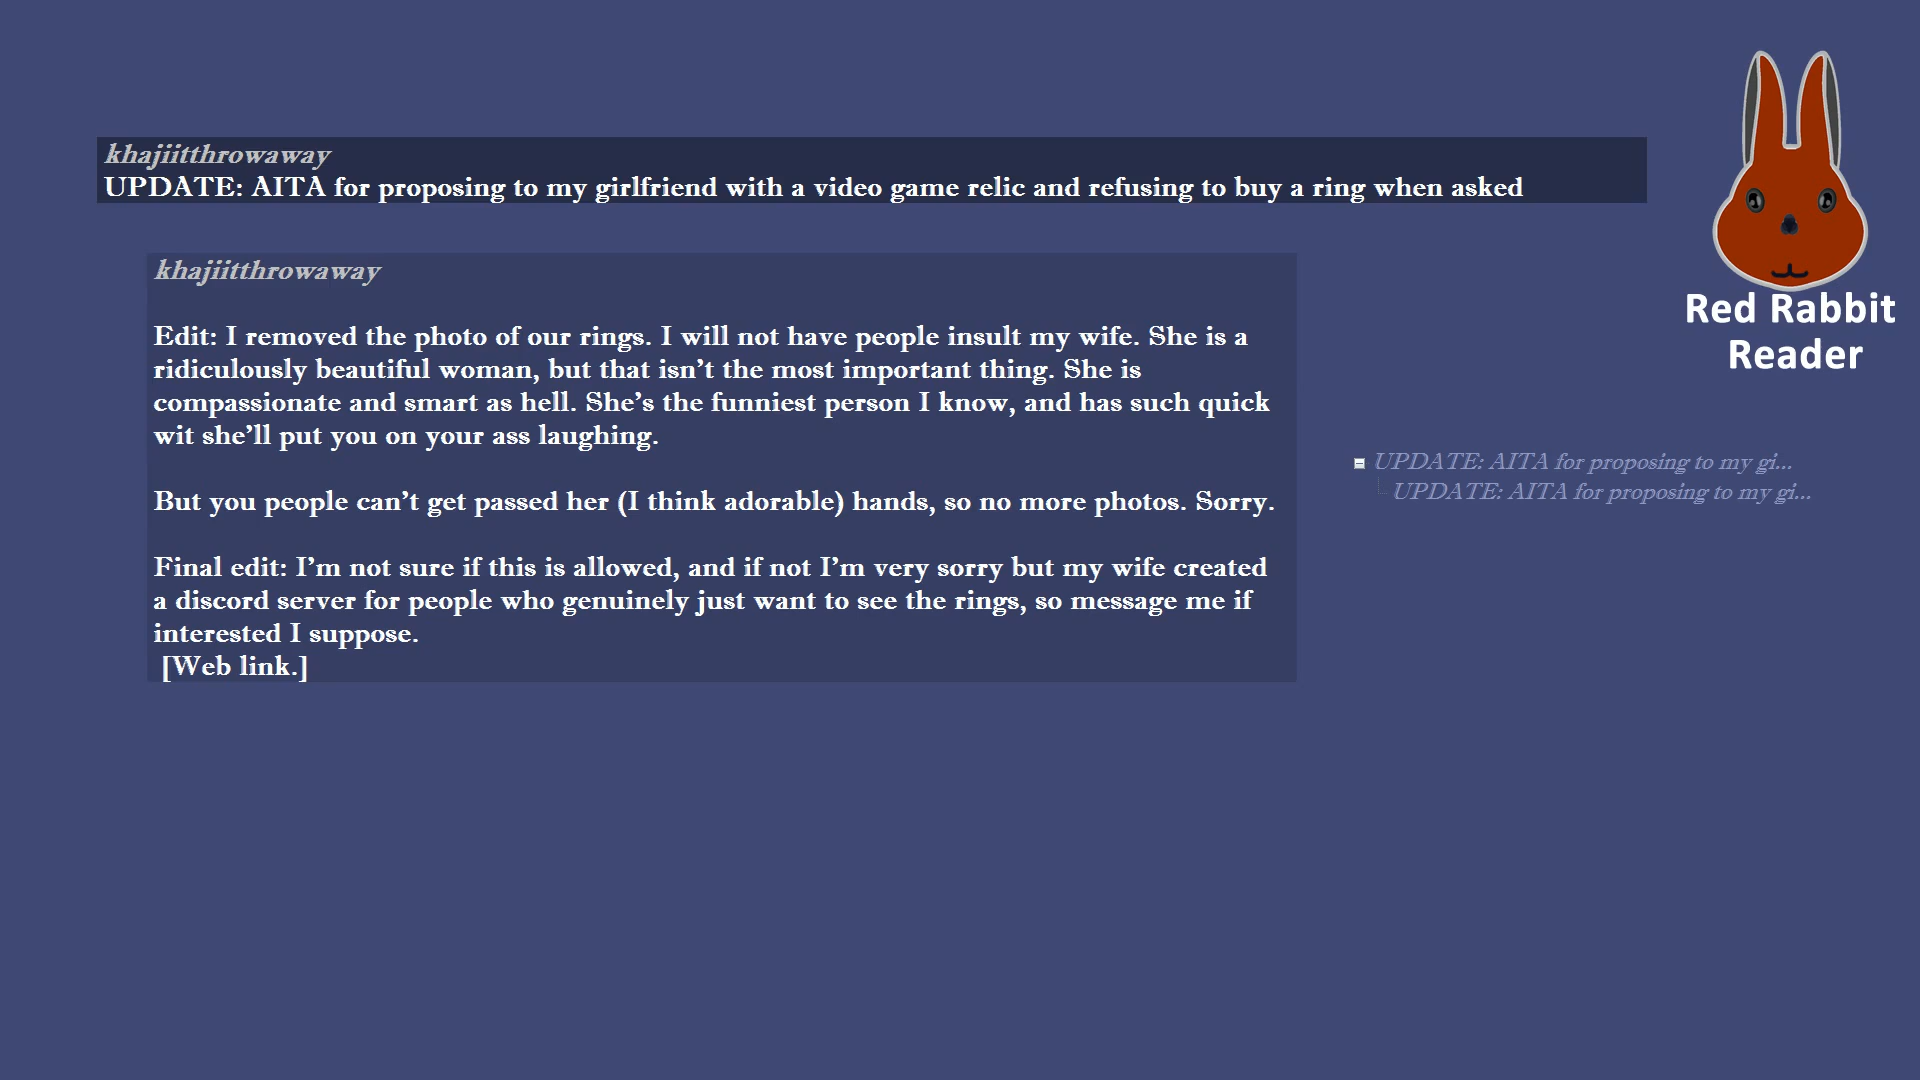 khajiitthrowaway
UPDATE: AITA for proposing to my girlfriend with a video game relic and refusing to buy a ring when asked
khajiitthrowaway
Edit: I removed the photo of our rings. I will not have people insult my wife. She is a
ridiculously beautiful woman, but that isn’t the most important thing. She is
compassionate and smart as hell. She’s the funniest person I know, and has such quick
wit she’ll put you on your ass laughing.
But you people can’t get passed her (I think adorable) hands, so no more photos. Sorry.
Final edit: I’m not sure if this is allowed, and if not I’m very sorry but my wife created
a discord server for people who genuinely just want to see the rings, so message me if
interested I suppose.
[Web link.]
Red Rabbit
Reader
UPDATE: AITA for proposing to my gi...
UPDATE: AITA for proposing to my gi...